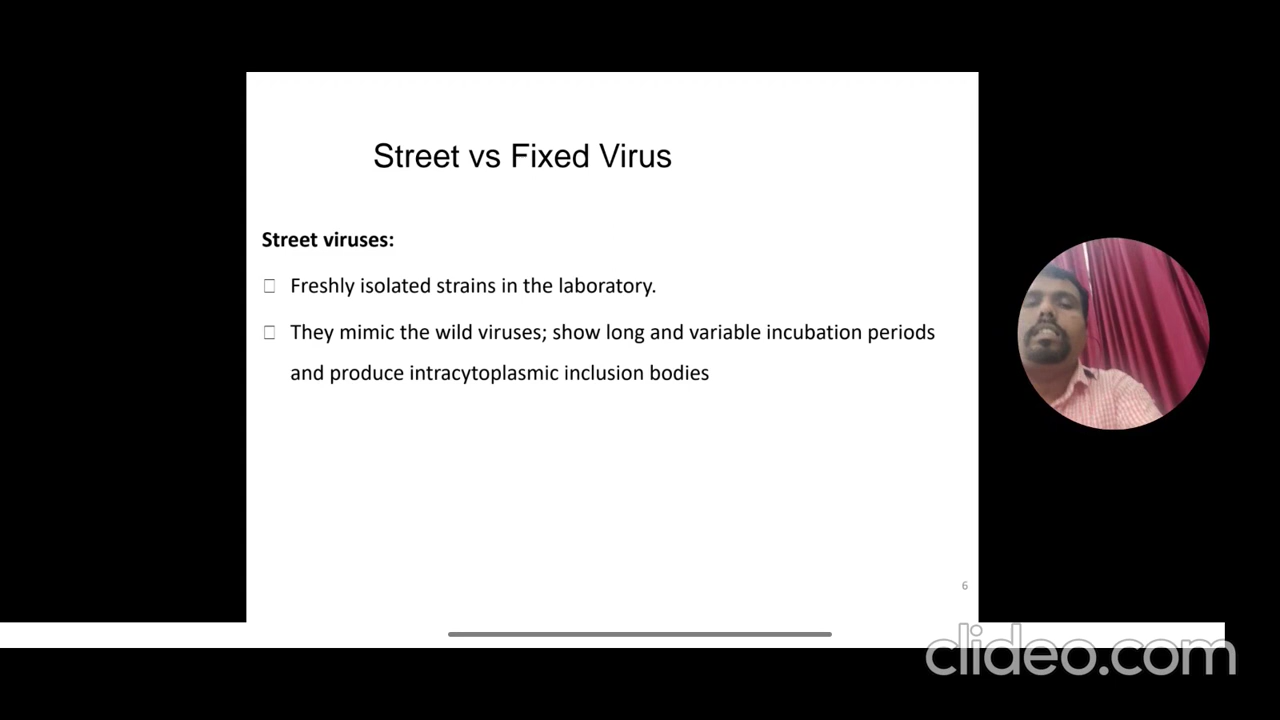 Street vs Fixed Virus
Street viruses:
Freshly isolated strains in the laboratory.
They mimic the wild viruses; show long and variable incubation periods
and produce intracytoplasmic inclusion bodies
6
clideo.com